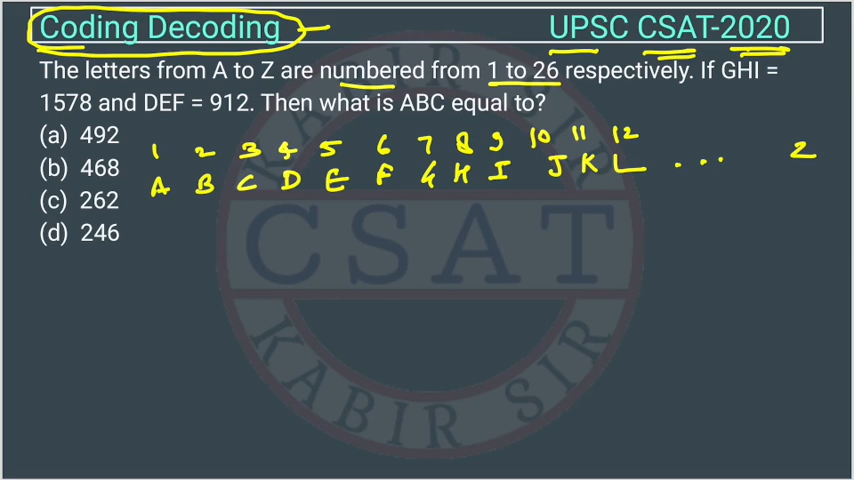 Coding Decoding UPSC CSAT-2020
The letters from A to Z are numbered from 1 to 26 respectively. If GHI =
1578 and DEF = 912. Then what is ABC equal to?
(a) 492
(b) 468
(c) 262
(d) 246
1 2 3 4 5 6 7 8 9 10 11 12
A B C D E F G H I J K L ... Z
KABIR SIR
CSAT
KABIR SIR